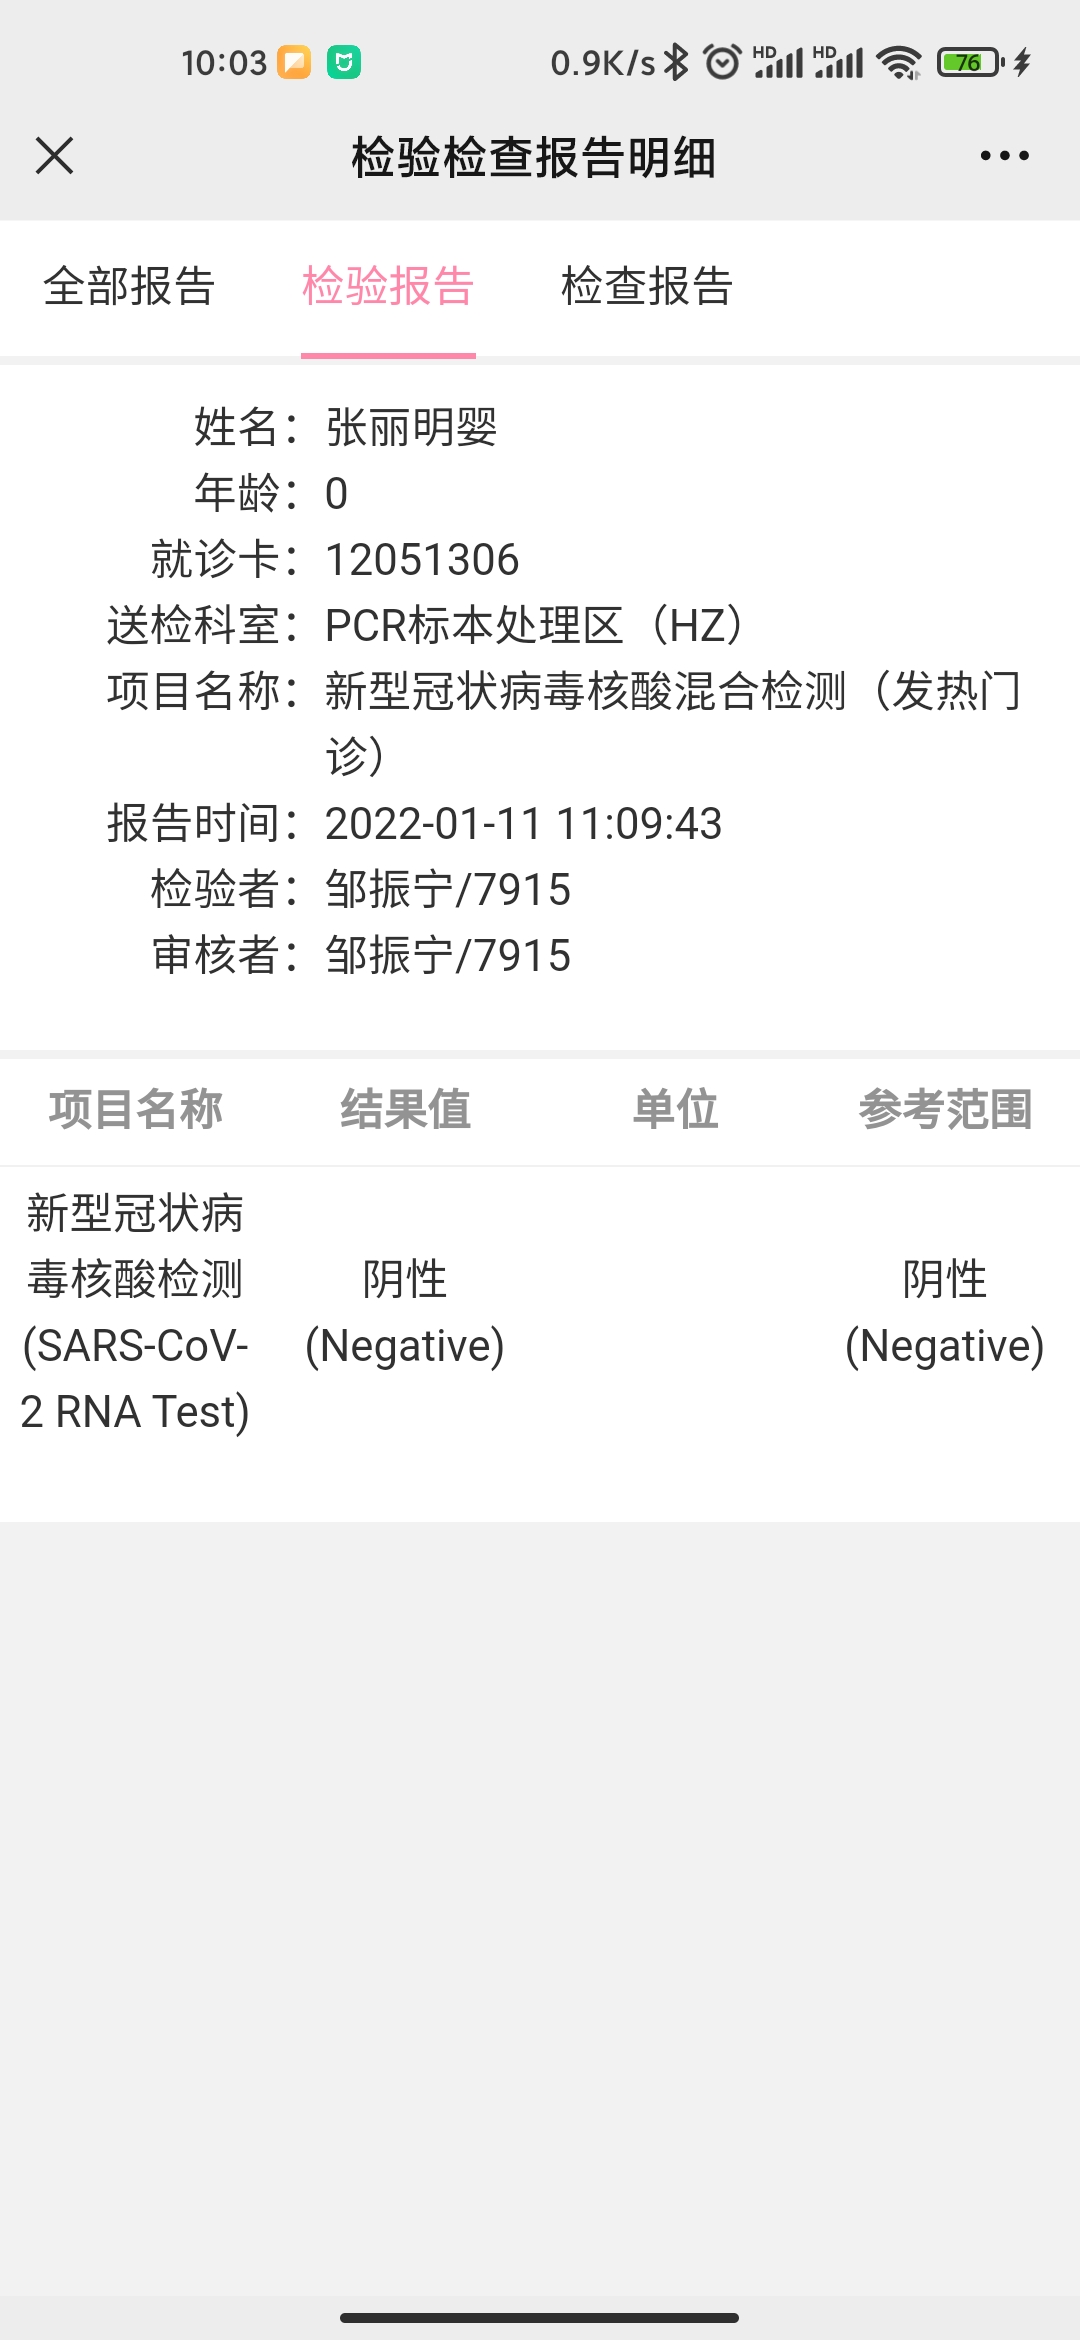 10:03 0.9K/s HD HD 76
检验检查报告明细
全部报告 检验报告 检查报告
姓名：张丽明婴
年龄：0
就诊卡：12051306
送检科室：PCR标本处理区（HZ）
项目名称：新型冠状病毒核酸混合检测（发热门
诊）
报告时间：2022-01-11 11:09:43
检验者：邹振宁/7915
审核者：邹振宁/7915
项目名称 结果值 单位 参考范围
新型冠状病
毒核酸检测 阴性 阴性
(SARS-CoV- (Negative) (Negative)
2 RNA Test)